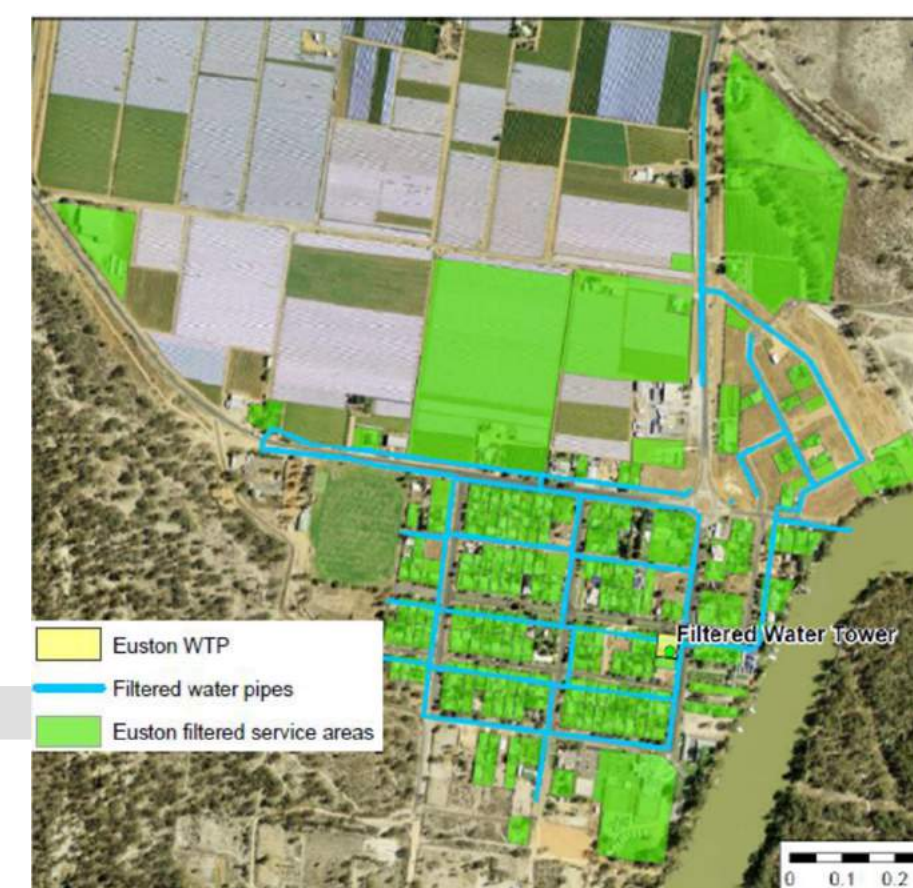 Filtered Water Tower
Euston WTP
Filtered water pipes
Euston filtered service areas
0 0.1 0.2